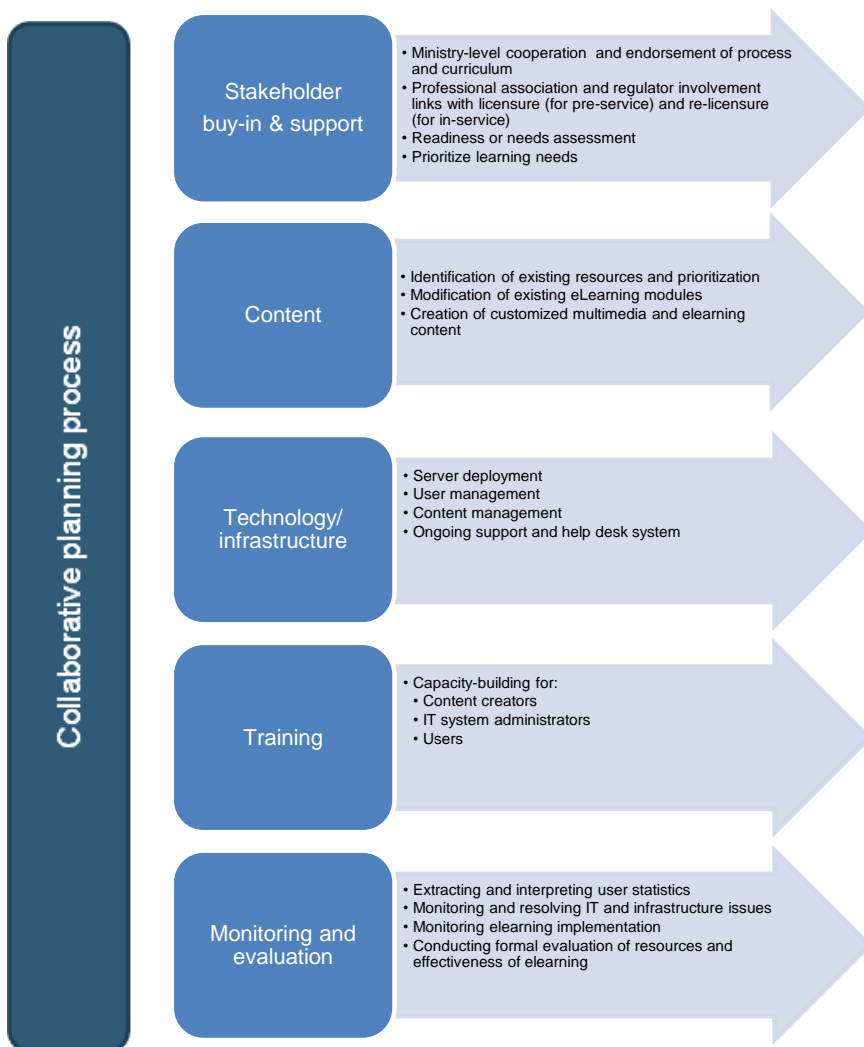 Collaborative planning process
Stakeholder
buy-in & support
• Ministry-level cooperation and endorsement of process
and curriculum
• Professional association and regulator involvement
links with licensure (for pre-service) and re-licensure
(for in-service)
• Readiness or needs assessment
• Prioritize learning needs
Content
• Identification of existing resources and prioritization
• Modification of existing eLearning modules
• Creation of customized multimedia and elearning
content
Technology/
infrastructure
• Server deployment
• User management
• Content management
• Ongoing support and help desk system
Training
• Capacity-building for:
• Content creators
• IT system administrators
• Users
Monitoring and
evaluation
• Extracting and interpreting user statistics
• Monitoring and resolving IT and infrastructure issues
• Monitoring elearning implementation
• Conducting formal evaluation of resources and
effectiveness of elearning